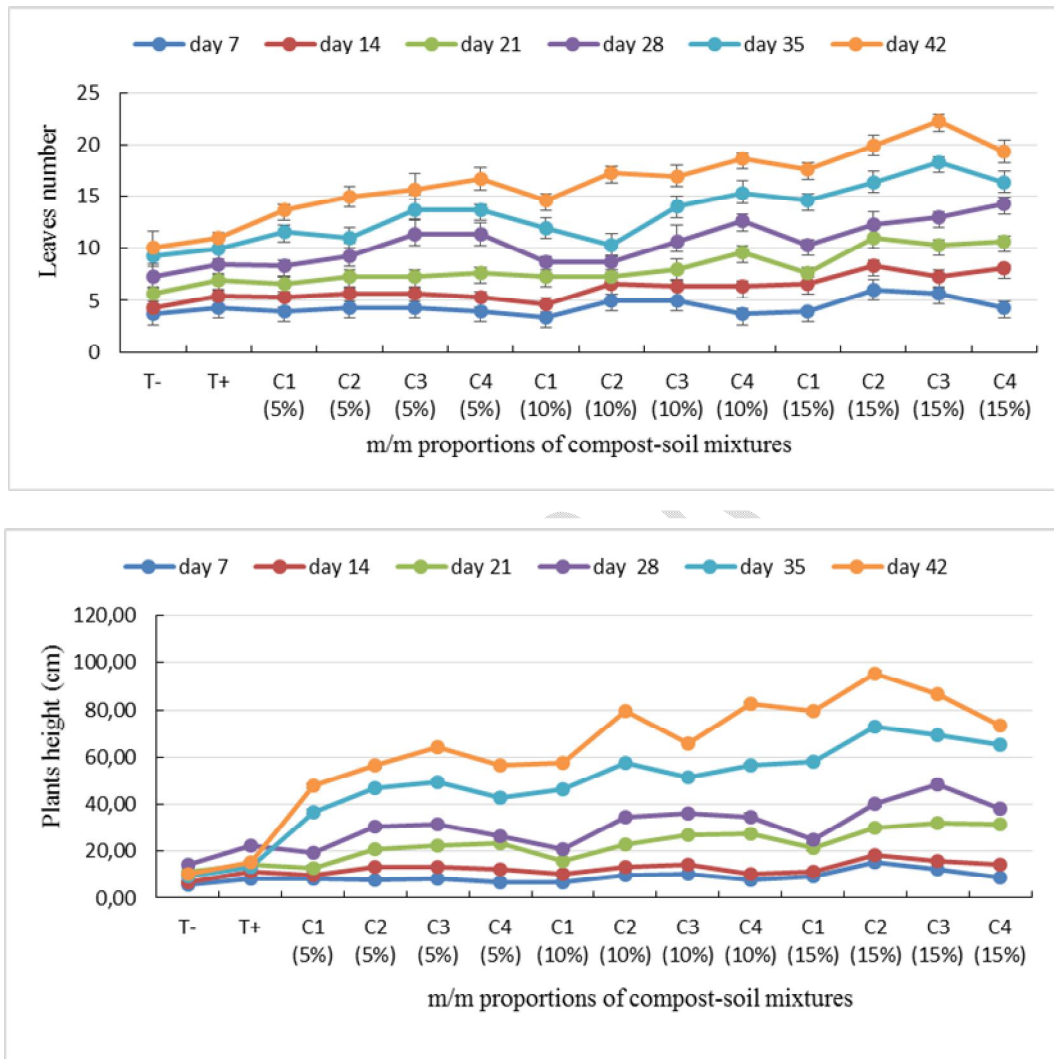 day 7 day 14 day 21 day 28 day 35 day 42
Leaves number
25
20
15
10
5
0
T- T+ C1 C2 C3 C4 C1 C2 C3 C4 C1 C2 C3 C4
(5%) (5%) (5%) (5%) (10%) (10%) (10%) (10%) (15%) (15%) (15%) (15%)
m/m proportions of compost-soil mixtures
day 7 day 14 day 21 day 28 day 35 day 42
Plants height (cm)
120,00
100,00
80,00
60,00
40,00
20,00
0,00
T- T+ C1 C2 C3 C4 C1 C2 C3 C4 C1 C2 C3 C4
(5%) (5%) (5%) (5%) (10%) (10%) (10%) (10%) (15%) (15%) (15%) (15%)
m/m proportions of compost-soil mixtures